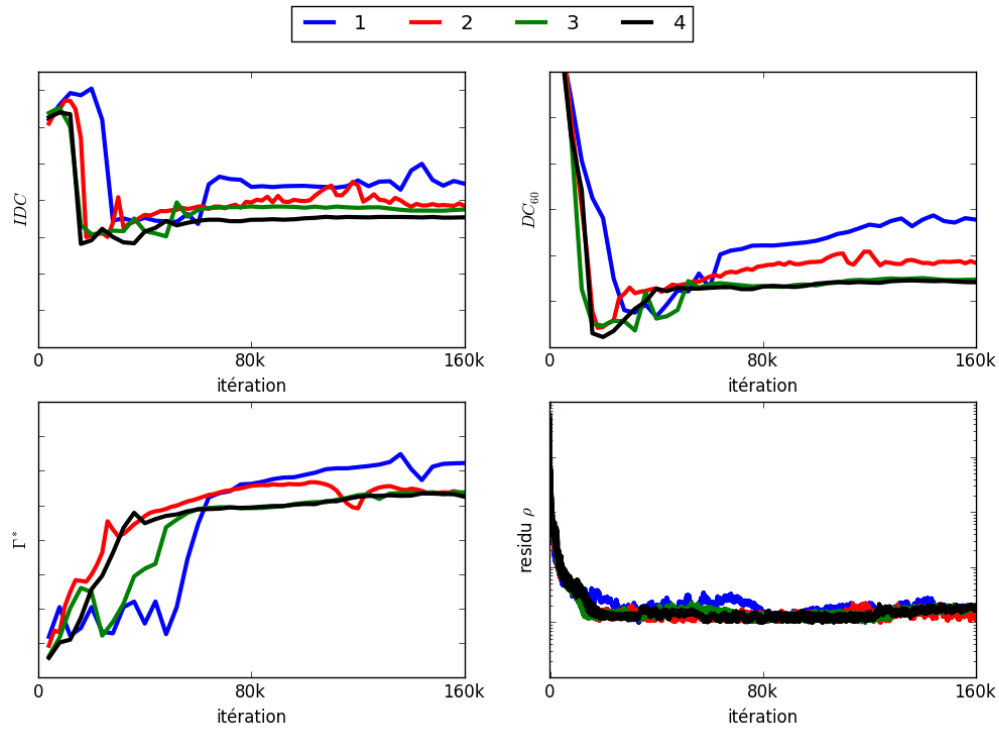 1 2 3 4
IDC
0 80k 160k
itération
DC60
0 80k 160k
itération
Γ*
0 80k 160k
itération
residu ρ
0 80k 160k
itération